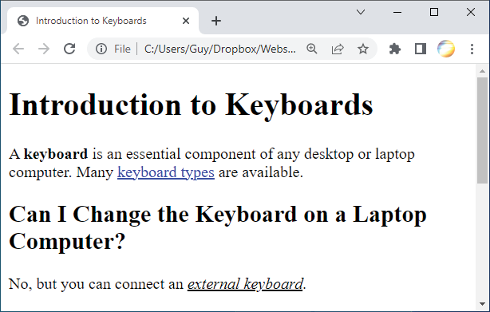 Introduction to Keyboards
File | C:/Users/Guy/Dropbox/Webs...
Introduction to Keyboards
A keyboard is an essential component of any desktop or laptop
computer. Many keyboard types are available.
Can I Change the Keyboard on a Laptop
Computer?
No, but you can connect an external keyboard.